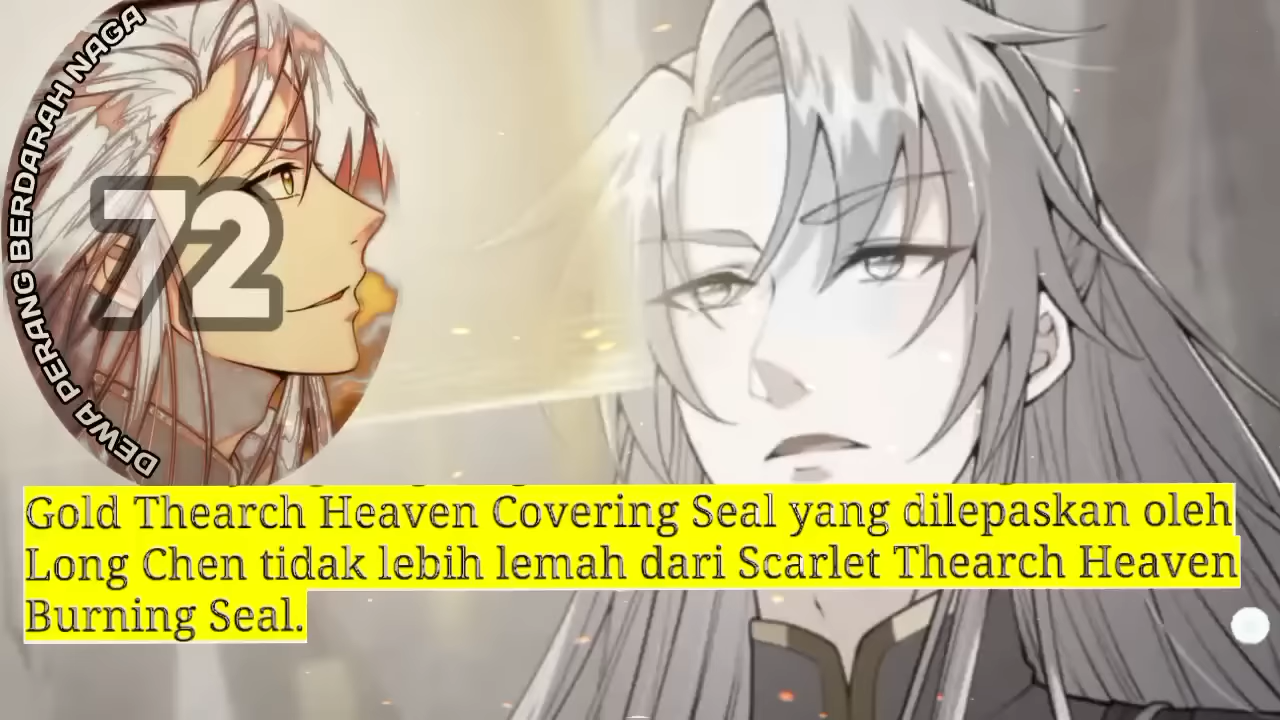 DEWA PERANG BERDARAH NAGA
72
Gold Thearch Heaven Covering Seal yang dilepaskan oleh
Long Chen tidak lebih lemah dari Scarlet Thearch Heaven
Burning Seal.